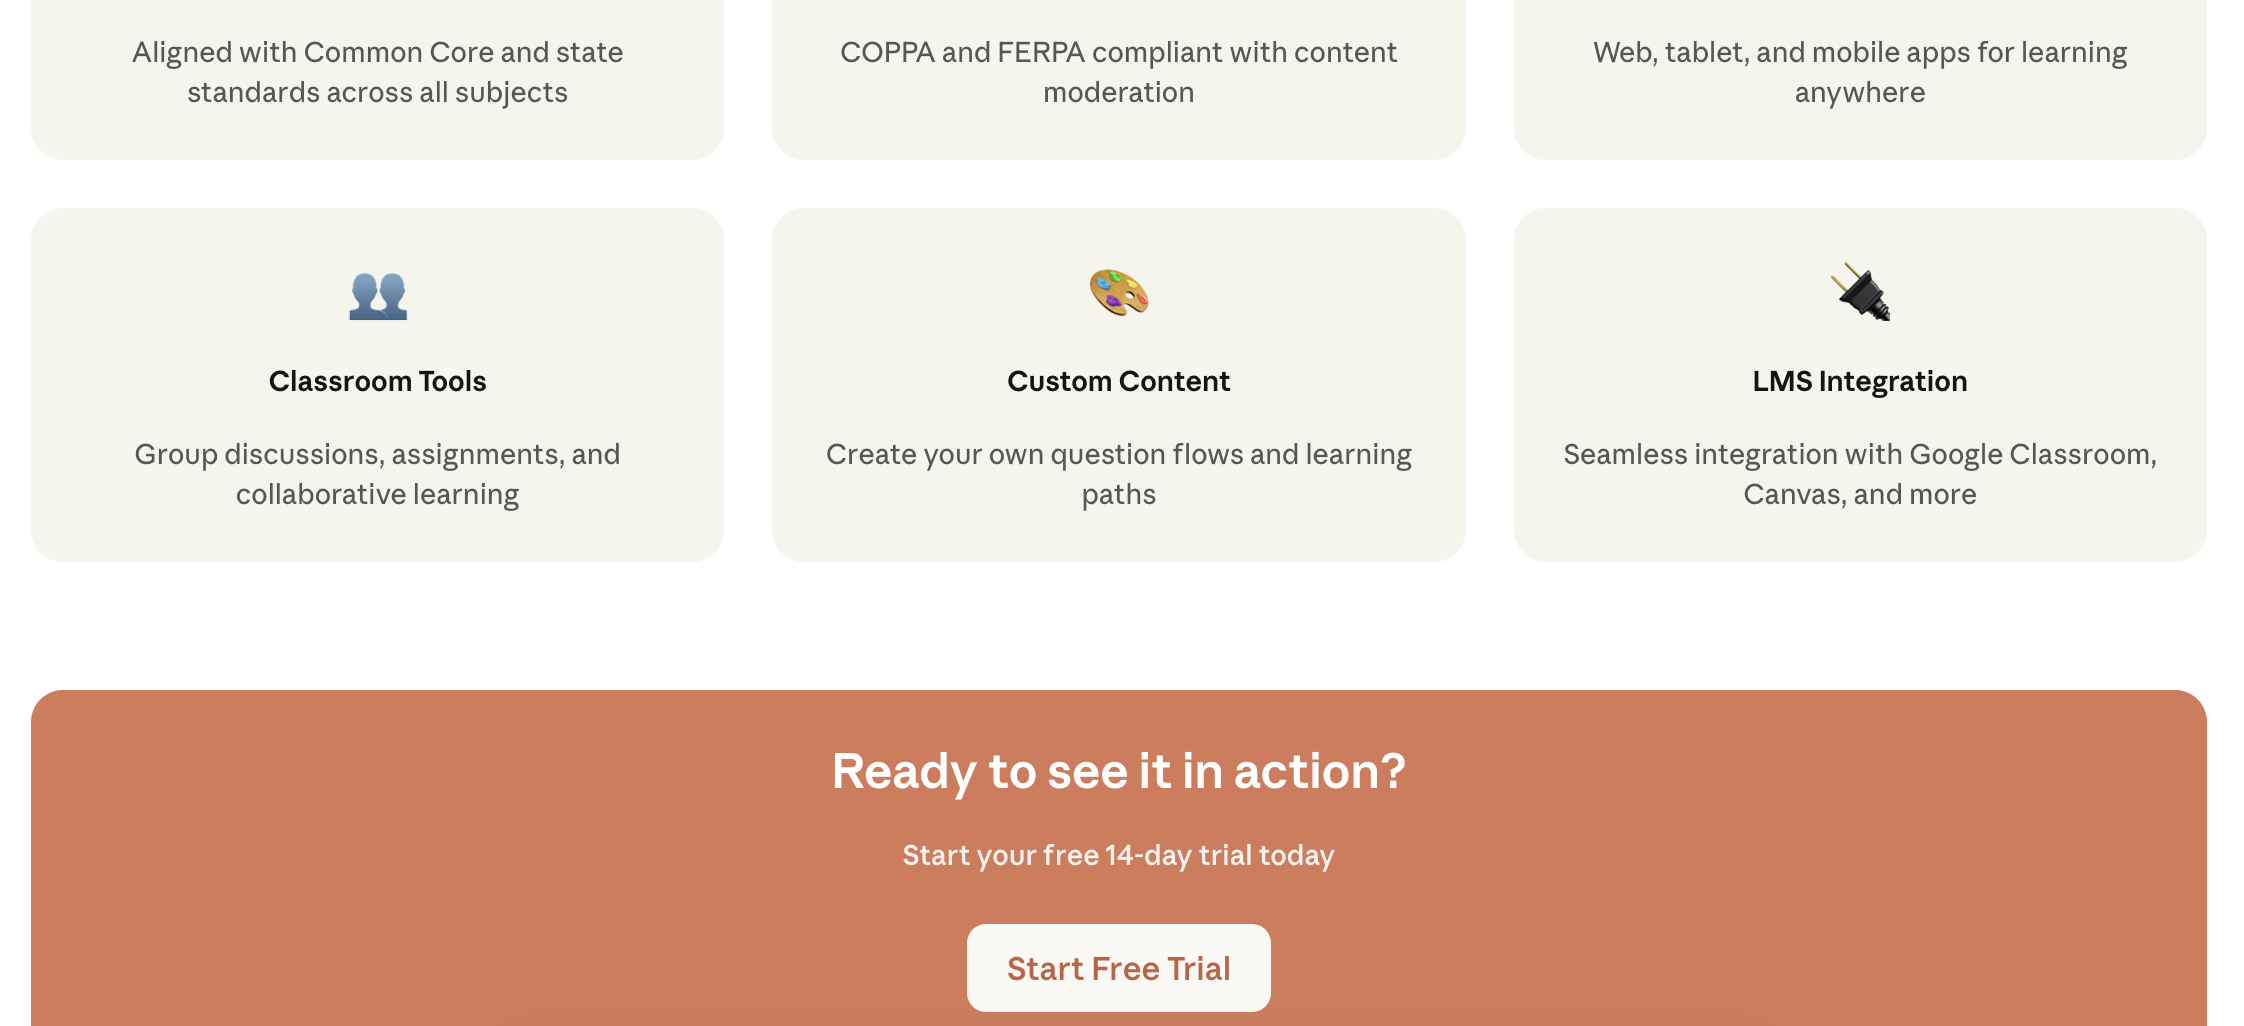 Aligned with Common Core and state
standards across all subjects
COPPA and FERPA compliant with content
moderation
Web, tablet, and mobile apps for learning
anywhere
Classroom Tools
Group discussions, assignments, and
collaborative learning
Custom Content
Create your own question flows and learning
paths
LMS Integration
Seamless integration with Google Classroom,
Canvas, and more
Ready to see it in action?
Start your free 14-day trial today
Start Free Trial